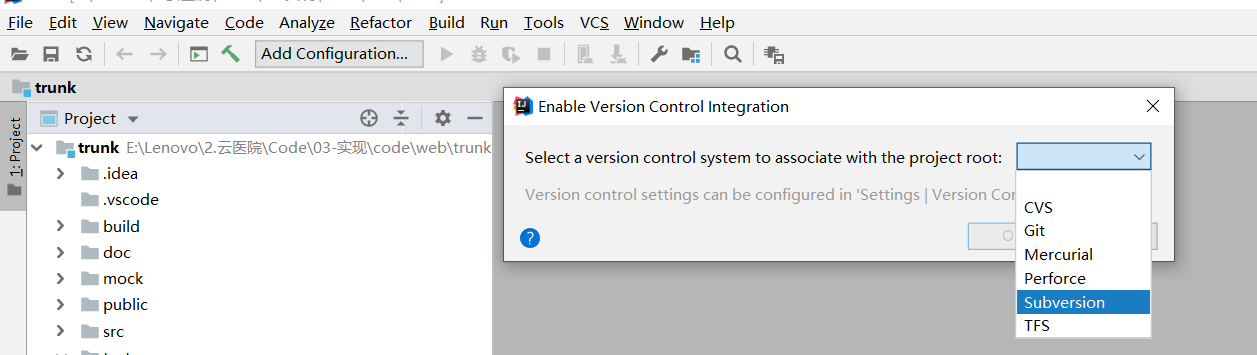 File Edit View Navigate Code Analyze Refactor Build Run Tools VCS Window Help
Add Configuration...
trunk
1: Project
Project
trunk E:\Lenovo\2.云医院\Code\03-实现\code\web\trunk
.idea
.vscode
build
doc
mock
public
src
Enable Version Control Integration
Select a version control system to associate with the project root:
Version control settings can be configured in 'Settings | Version
CVS
Git
Mercurial
Perforce
Subversion
TFS
?